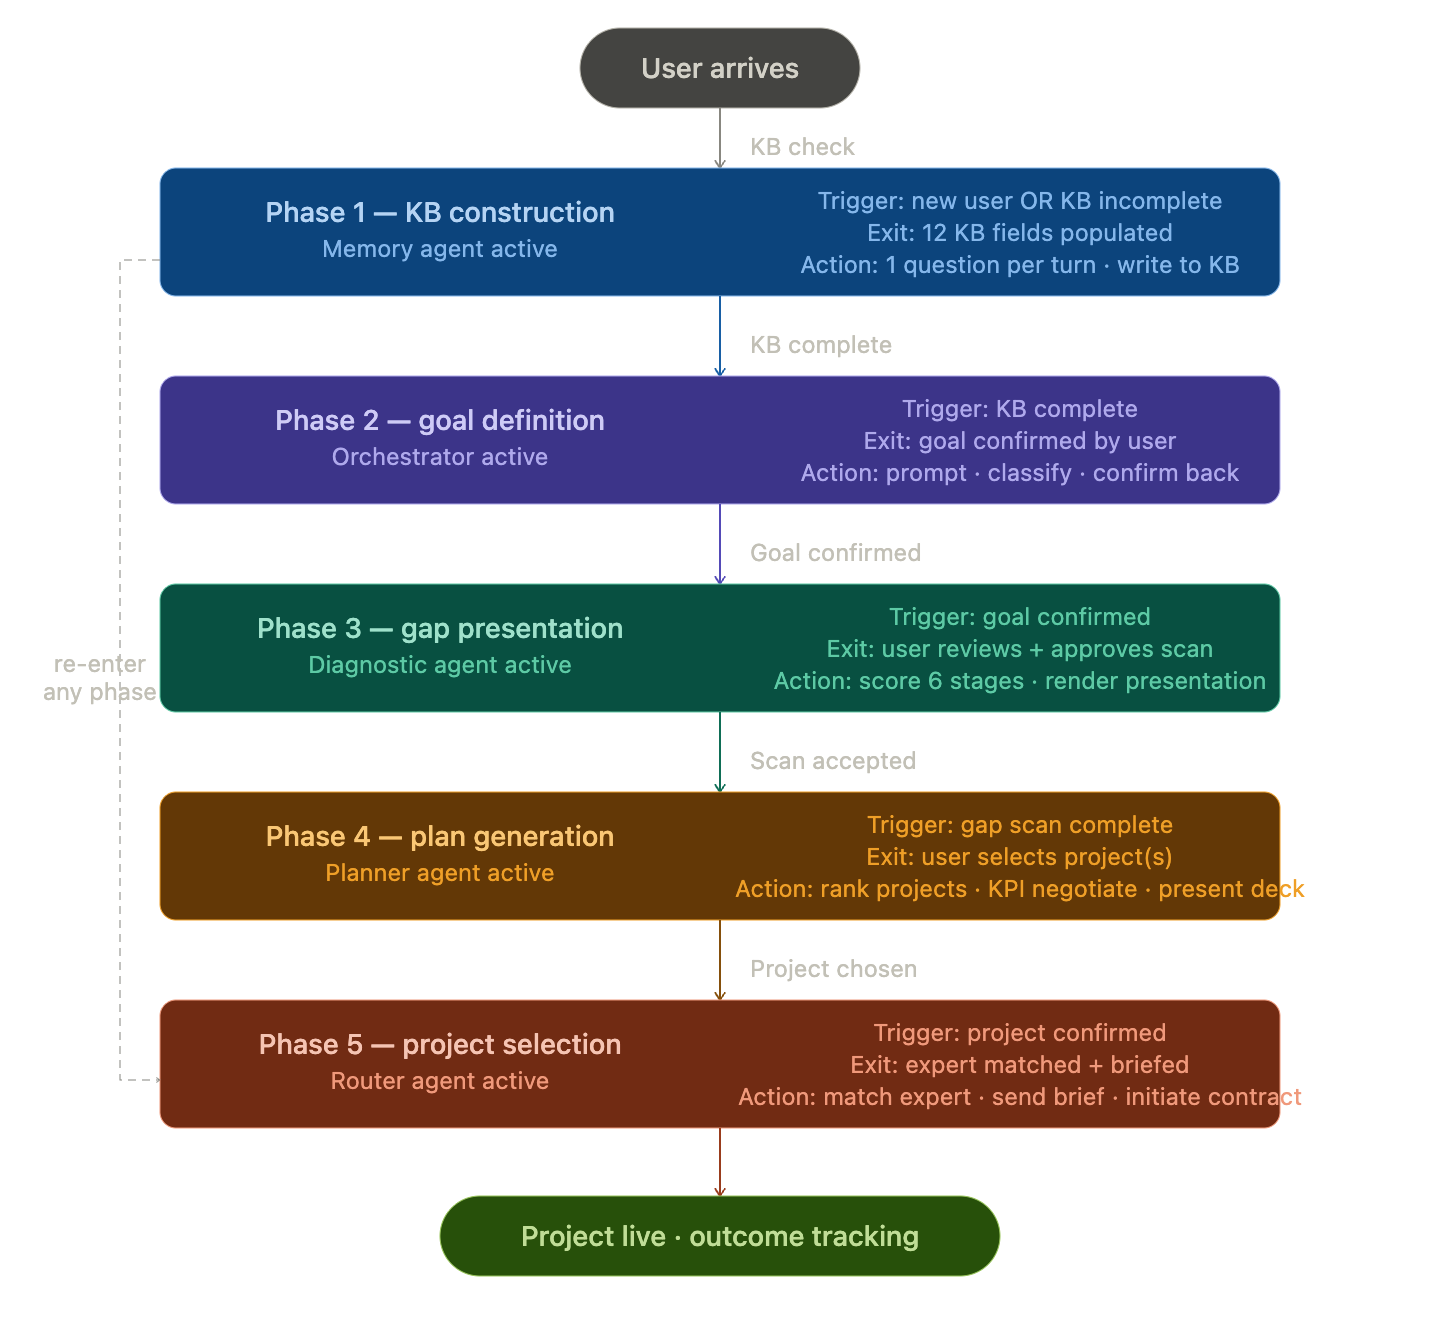 User arrives
KB check
Phase 1 — KB construction
Memory agent active
Trigger: new user OR KB incomplete
Exit: 12 KB fields populated
Action: 1 question per turn · write to KB
KB complete
Phase 2 — goal definition
Orchestrator active
Trigger: KB complete
Exit: goal confirmed by user
Action: prompt · classify · confirm back
Goal confirmed
Phase 3 — gap presentation
Diagnostic agent active
Trigger: goal confirmed
Exit: user reviews + approves scan
Action: score 6 stages · render presentation
re-enter
any phase
Scan accepted
Phase 4 — plan generation
Planner agent active
Trigger: gap scan complete
Exit: user selects project(s)
Action: rank projects · KPI negotiate · present deck
Project chosen
Phase 5 — project selection
Router agent active
Trigger: project confirmed
Exit: expert matched + briefed
Action: match expert · send brief · initiate contract
Project live · outcome tracking